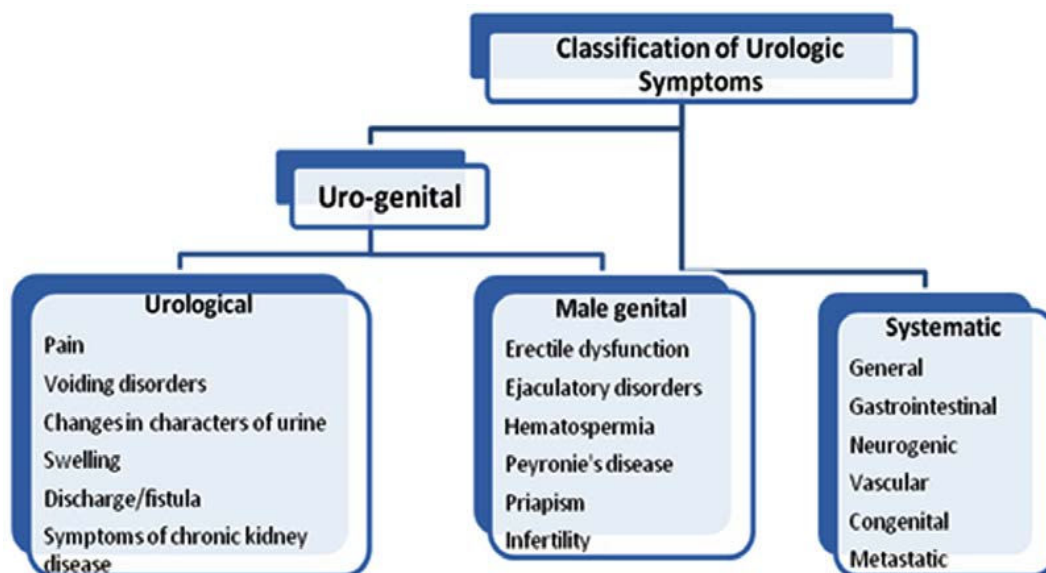 Classification of Urologic
Symptoms
Uro-genital
Urological
Pain
Voiding disorders
Changes in characters of urine
Swelling
Discharge/fistula
Symptoms of chronic kidney
disease
Male genital
Erectile dysfunction
Ejaculatory disorders
Hematospermia
Peyronie's disease
Priapism
Infertility
Systematic
General
Gastrointestinal
Neurogenic
Vascular
Congenital
Metastatic